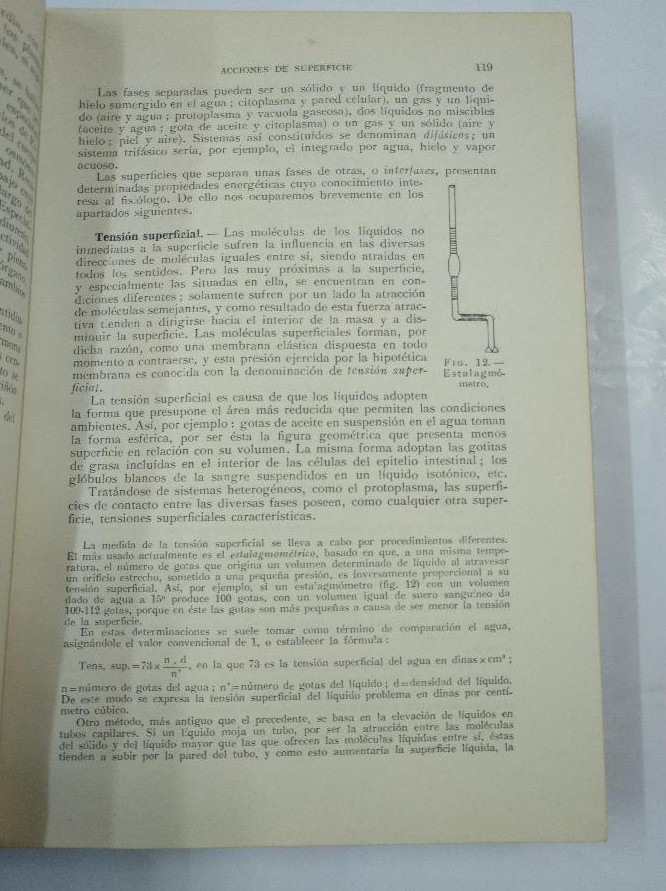 ACCIONES DE SUPERFICIE 119
Las fases separadas pueden ser un sólido y un líquido (fragmento de
hielo sumergido en el agua ; citoplasma y pared celular), un gas y un líqui-
do (aire y agua ; protoplasma y vacuola gaseosa), dos líquidos no miscibles
(aceite y agua ; gota de aceite y citoplasma) o un gas y un sólido (aire y
hielo ; piel y aire). Sistemas así constituídos se denominan difásicos; un
sistema trifásico sería, por ejemplo, el integrado por agua, hielo y vapor
acuoso.
Las superficies que separan unas fases de otras, o interfases, presentan
determinadas propiedades energéticas cuyo conocimiento inte-
resa al fisiólogo. De ello nos ocuparemos brevemente en los
apartados siguientes.
Tensión superficial. — Las moléculas de los líquidos no
inmediatas a la superficie sufren la influencia en las diversas
direcciones de moléculas iguales entre sí, siendo atraídas en
todos los sentidos. Pero las muy próximas a la superficie,
y especialmente las situadas en ella, se encuentran en con-
diciones diferentes ; solamente sufren por un lado la atracción
de moléculas semejantes, y como resultado de esta fuerza atrac-
tiva tienden a dirigirse hacia el interior de la masa y a dis-
minuir la superficie. Las moléculas superficiales forman, por
dicha razón, como una membrana elástica dispuesta en todo
momento a contraerse, y esta presión ejercida por la hipotética
membrana es conocida con la denominación de tensión super-
ficial.
FIG. 12.—
Estalagmó-
metro.
La tensión superficial es causa de que los líquidos adopten
la forma que presupone el área más reducida que permiten las condiciones
ambientes. Así, por ejemplo : gotas de aceite en suspensión en el agua toman
la forma esférica, por ser ésta la figura geométrica que presenta menos
superficie en relación con su volumen. La misma forma adoptan las gotitas
de grasa incluídas en el interior de las células del epitelio intestinal ; los
glóbulos blancos de la sangre suspendidos en un líquido isotónico, etc.
Tratándose de sistemas heterogéneos, como el protoplasma, las superfi-
cies de contacto entre las diversas fases poseen, como cualquier otra super-
ficie, tensiones superficiales características.
La medida de la tensión superficial se lleva a cabo por procedimientos diferentes.
El más usado actualmente es el estalagmométrico, basado en que, a una misma tempe-
ratura, el número de gotas que origina un volumen determinado de líquido al atravesar
un orificio estrecho, sometido a una pequeña presión, es inversamente proporcional a su
tensión superficial. Así, por ejemplo, si un estalagmómetro (fig. 12) con un volumen
dado de agua a 15º produce 100 gotas, con un volumen igual de suero sanguíneo da
109-112 gotas, porque en éste las gotas son más pequeñas a causa de ser menor la tensión
de la superficie.
En estas determinaciones se suele tomar como término de comparación el agua,
asignándole el valor convencional de 1, o establecer la fórmula :
Tens. sup. = 73 × n . d / n' , en la que 73 es la tensión superficial del agua en dinas × cm³ ;
n = número de gotas del agua ; n' = número de gotas del líquido ; d = densidad del líquido.
De este modo se expresa la tensión superficial del líquido problema en dinas por centí-
metro cúbico.
Otro método, más antiguo que el precedente, se basa en la elevación de líquidos en
tubos capilares. Si un líquido moja un tubo, por ser la atracción entre las moléculas
del sólido y del líquido mayor que las que ofrecen las moléculas líquidas entre sí, éstas
tienden a subir por la pared del tubo, y como esto aumentaría la superficie líquida, la